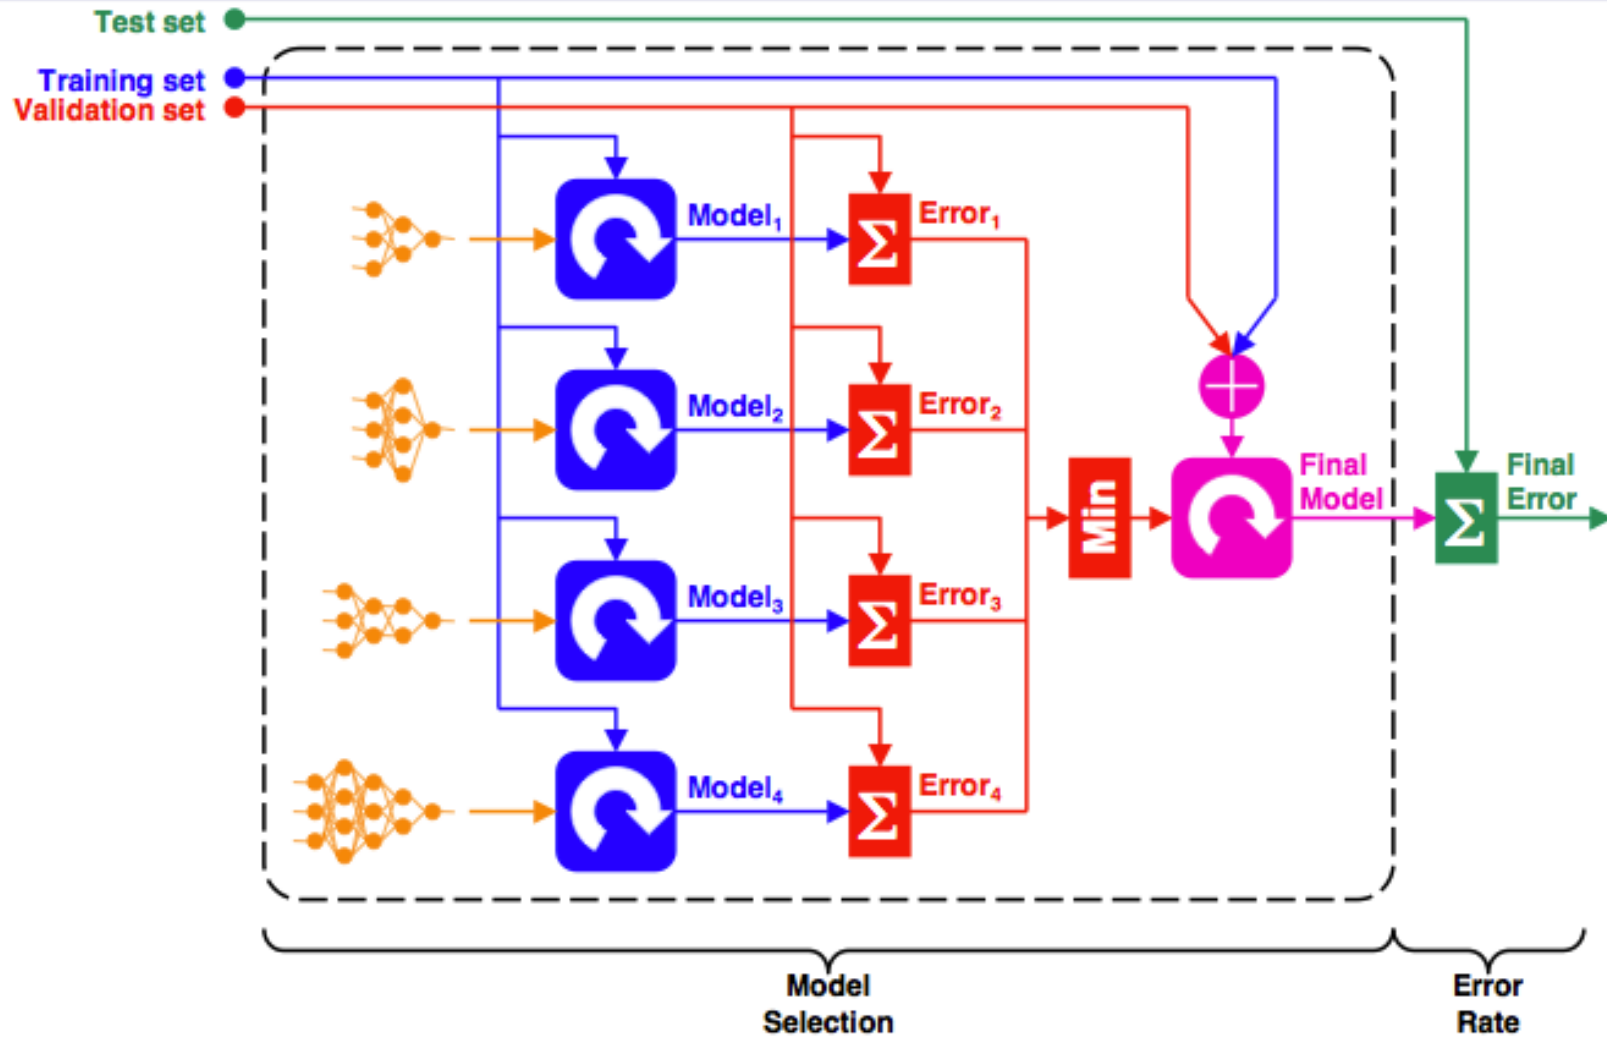 Test set
Training set
Validation set
Model₁
Σ
Error₁
Model₂
Σ
Error₂
Min
Final
Model
Σ
Final
Error
Model₃
Σ
Error₃
Model₄
Σ
Error₄
Model
Selection
Error
Rate